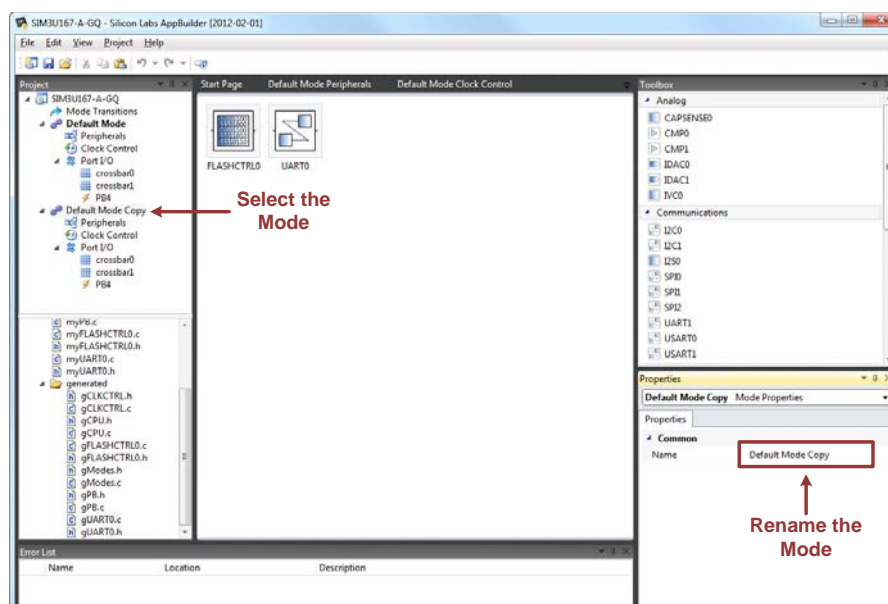 SIM3U167-A-GQ - Silicon Labs AppBuilder [2012-02-01]
File Edit View Project Help
Project
SIM3U167-A-GQ
Mode Transitions
Default Mode
Peripherals
Clock Control
Port I/O
crossbar0
crossbar1
PB4
Default Mode Copy
Peripherals
Clock Control
Port I/O
crossbar0
crossbar1
PB4
myPB.c
myFLASHCTRL0.c
myFLASHCTRL0.h
myUART0.c
myUART0.h
generated
gCLKCTRL.h
gCLKCTRL.c
gCPU.h
gCPU.c
gFLASHCTRL0.c
gFLASHCTRL0.h
gModes.h
gModes.c
gPB.h
gPB.c
gUART0.c
gUART0.h
Start Page Default Mode Peripherals Default Mode Clock Control
FLASHCTRL0 UART0
Select the
Mode
Toolbox
Analog
CAPSENSE0
CMP0
CMP1
IDAC0
IDAC1
IVC0
Communications
I2C0
I2C1
I2S0
SPI0
SPI1
SPI2
UART1
USART0
USART1
Properties
Default Mode Copy Mode Properties
Properties
Common
Name Default Mode Copy
Rename the
Mode
Error List
Name Location Description